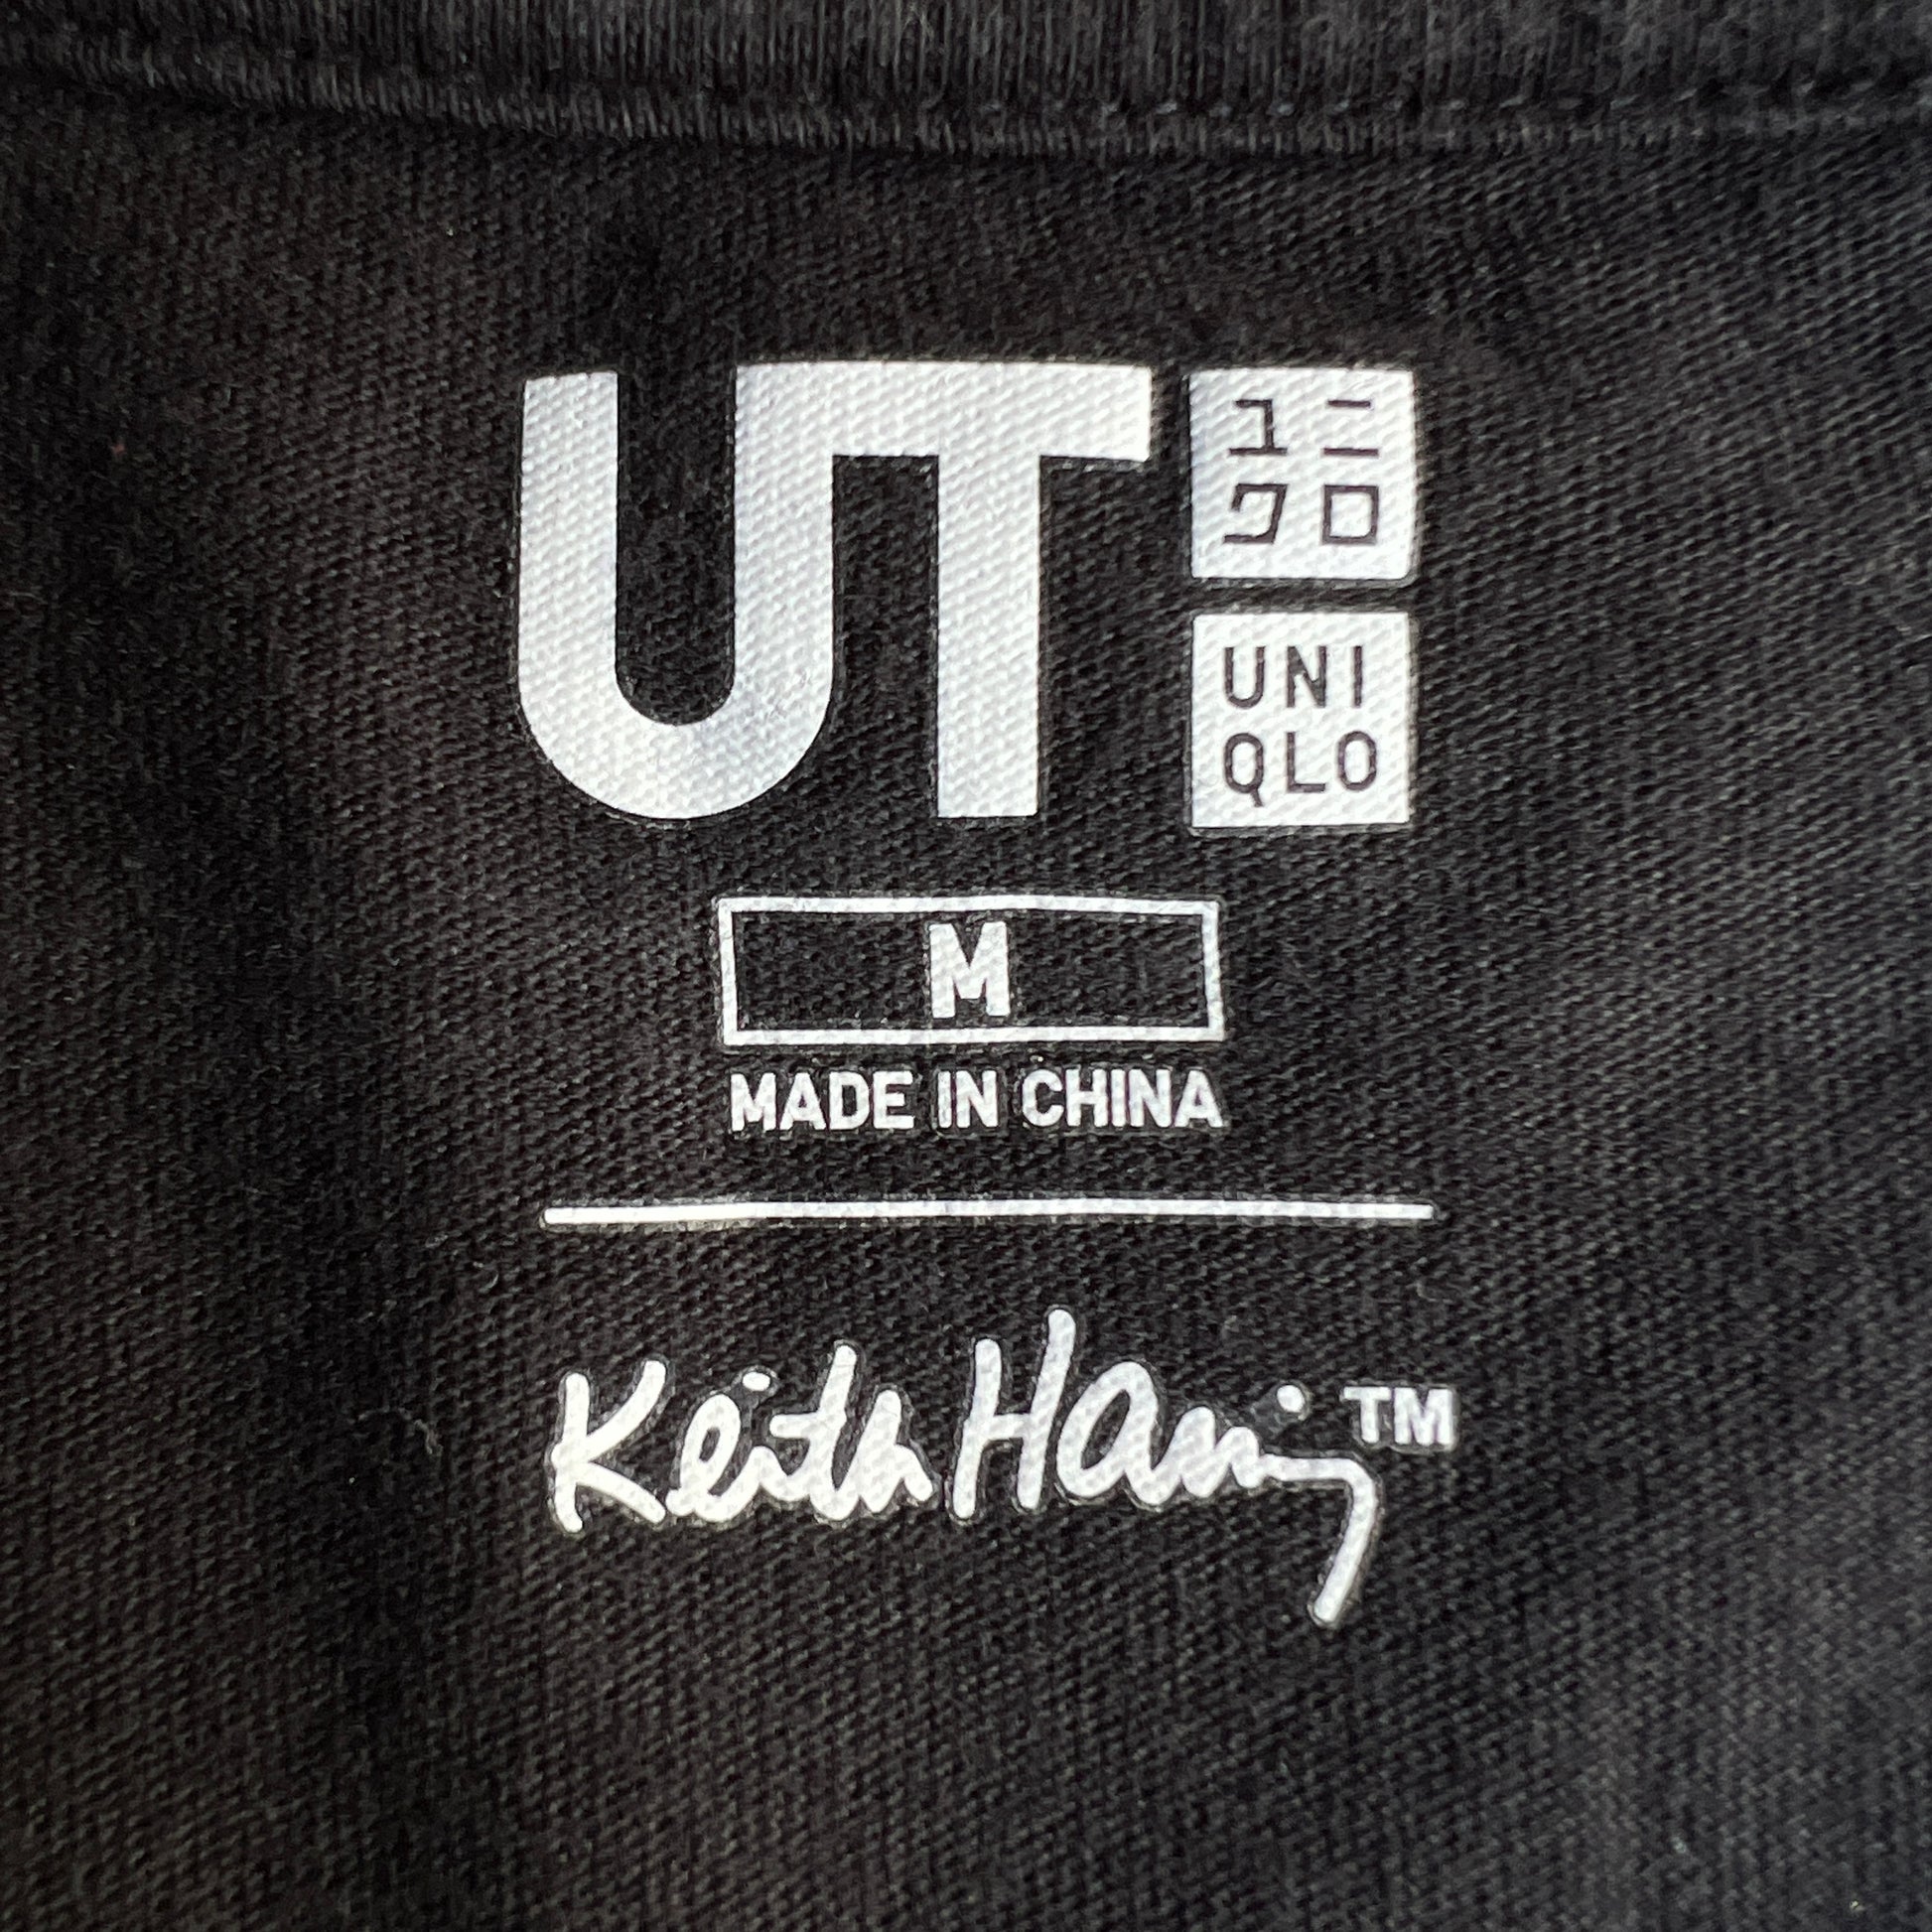 UT
ユニ
クロ
UNI
QLO
M
MADE IN CHINA
Keith Haring™